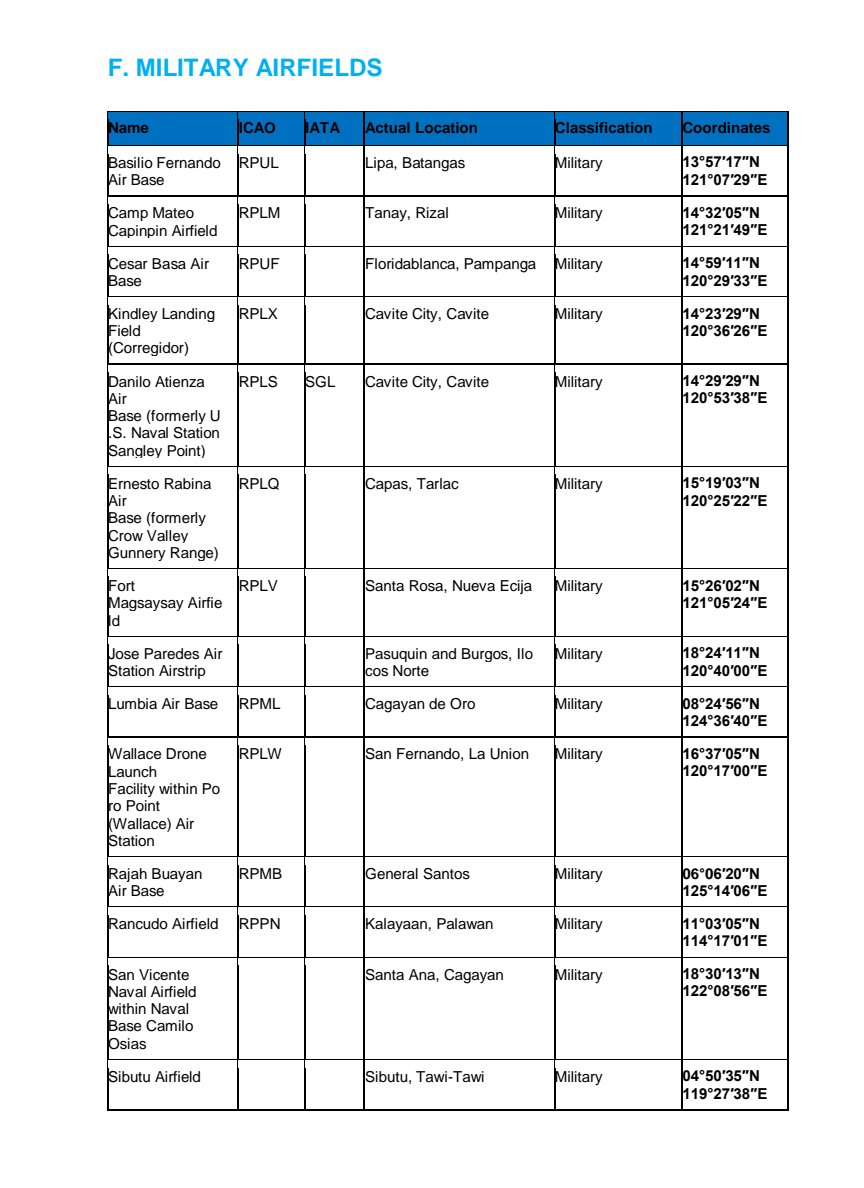 F. MILITARY AIRFIELDS
Name ICAO IATA Actual Location Classification Coordinates
Basilio Fernando RPUL Lipa, Batangas Military 13°57′17″N
Air Base 121°07′29″E
Camp Mateo RPLM Tanay, Rizal Military 14°32′05″N
Capinpin Airfield 121°21′49″E
Cesar Basa Air RPUF Floridablanca, Pampanga Military 14°59′11″N
Base 120°29′33″E
Kindley Landing RPLX Cavite City, Cavite Military 14°23′29″N
Field 120°36′26″E
(Corregidor)
Danilo Atienza RPLS SGL Cavite City, Cavite Military 14°29′29″N
Air 120°53′38″E
Base (formerly U
.S. Naval Station
Sangley Point)
Ernesto Rabina RPLQ Capas, Tarlac Military 15°19′03″N
Air 120°25′22″E
Base (formerly
Crow Valley
Gunnery Range)
Fort RPLV Santa Rosa, Nueva Ecija Military 15°26′02″N
Magsaysay Airfie 121°05′24″E
ld
Jose Paredes Air Pasuquin and Burgos, Ilo Military 18°24′11″N
Station Airstrip cos Norte 120°40′00″E
Lumbia Air Base RPML Cagayan de Oro Military 08°24′56″N
124°36′40″E
Wallace Drone RPLW San Fernando, La Union Military 16°37′05″N
Launch 120°17′00″E
Facility within Po
ro Point
(Wallace) Air
Station
Rajah Buayan RPMB General Santos Military 06°06′20″N
Air Base 125°14′06″E
Rancudo Airfield RPPN Kalayaan, Palawan Military 11°03′05″N
114°17′01″E
San Vicente Santa Ana, Cagayan Military 18°30′13″N
Naval Airfield 122°08′56″E
within Naval
Base Camilo
Osias
Sibutu Airfield Sibutu, Tawi-Tawi Military 04°50′35″N
119°27′38″E